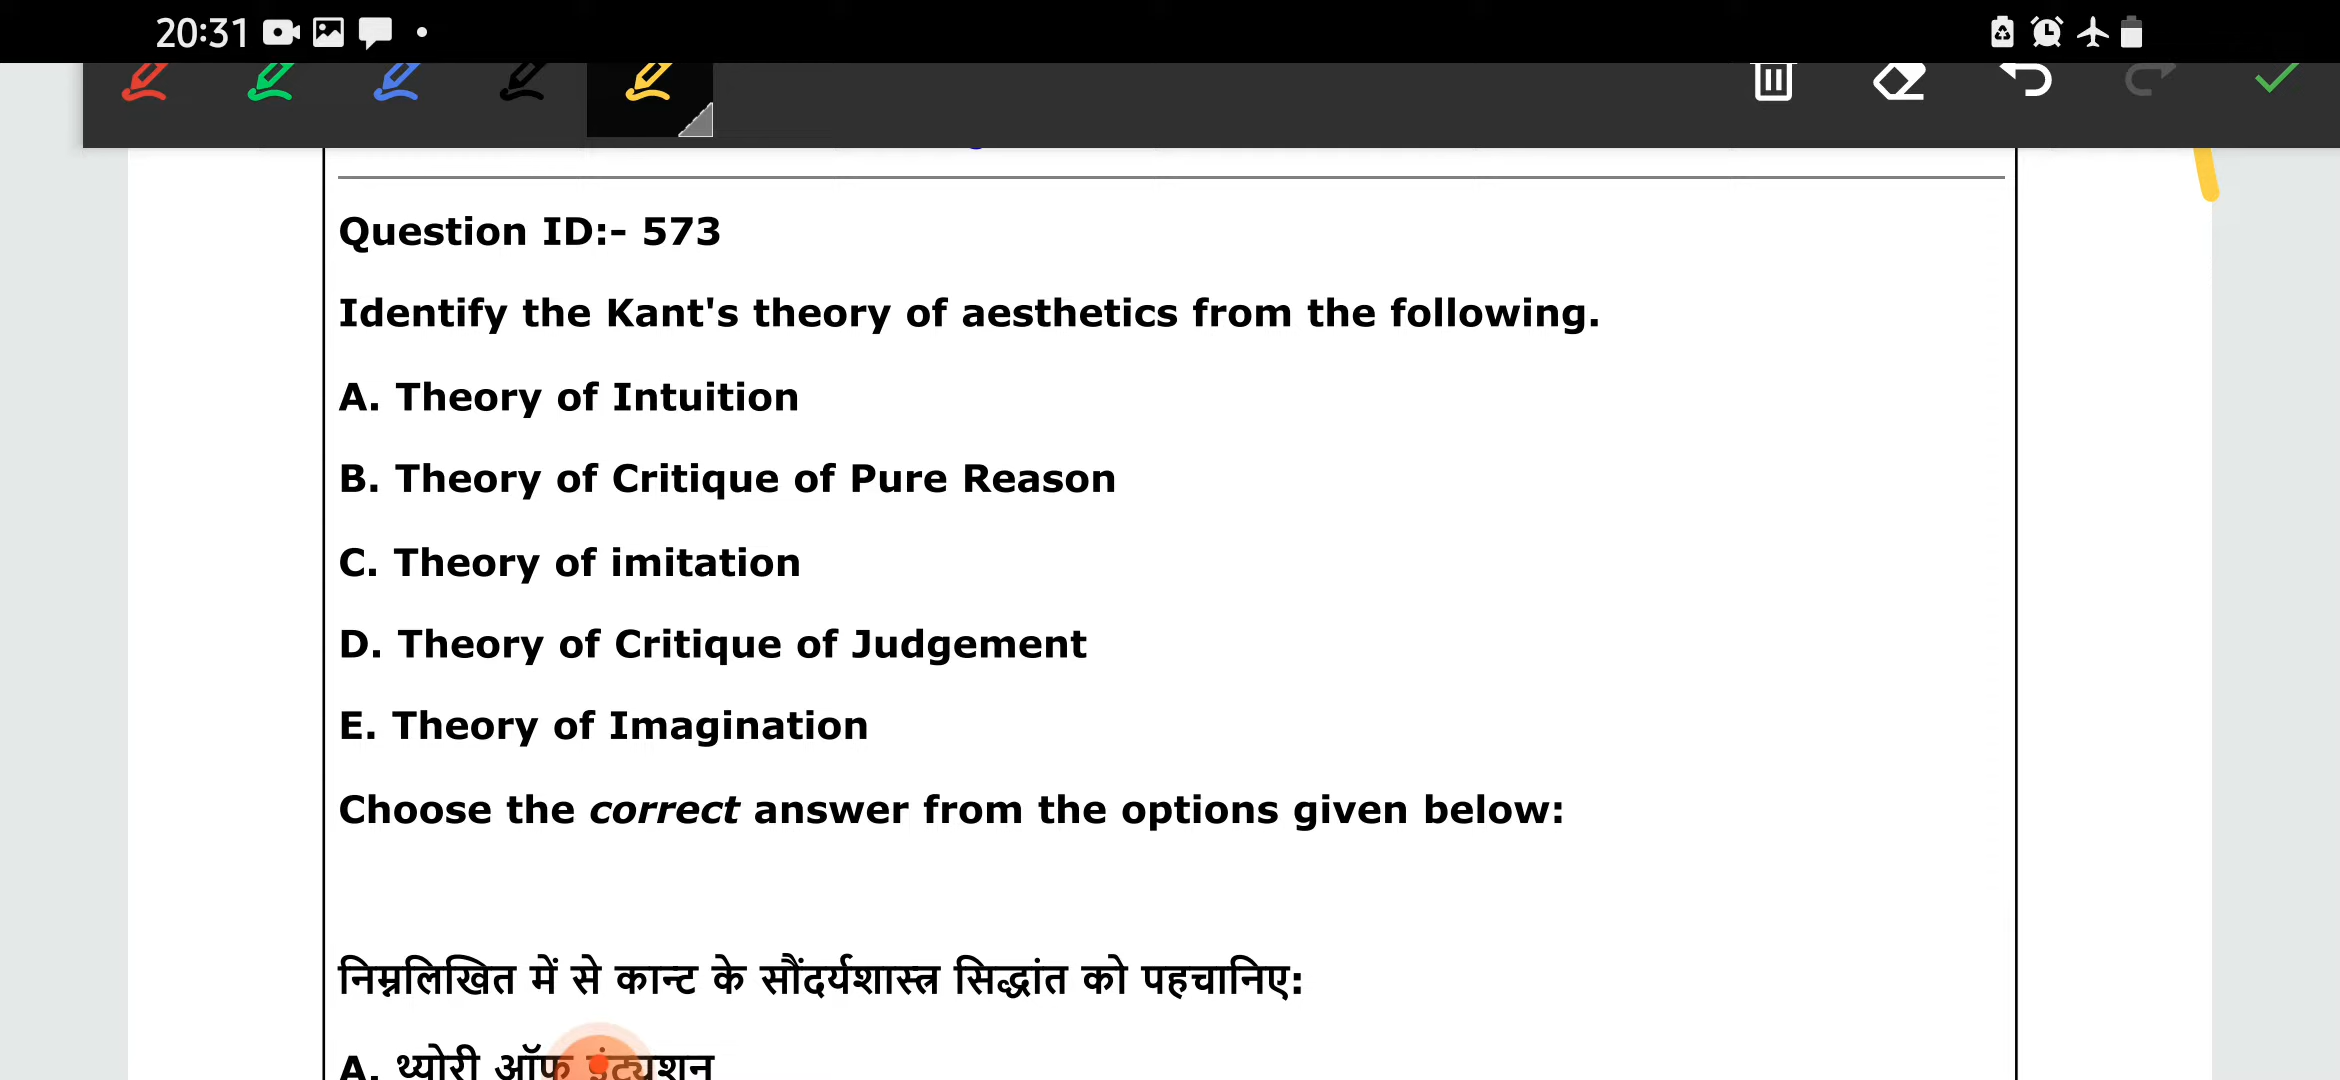 20:31
Question ID:- 573
Identify the Kant's theory of aesthetics from the following.
A. Theory of Intuition
B. Theory of Critique of Pure Reason
C. Theory of imitation
D. Theory of Critique of Judgement
E. Theory of Imagination
Choose the correct answer from the options given below:
निम्नलिखित में से कान्ट के सौंदर्यशास्त्र सिद्धांत को पहचानिए:
A. थ्योरी ऑफ इंट्यूशन